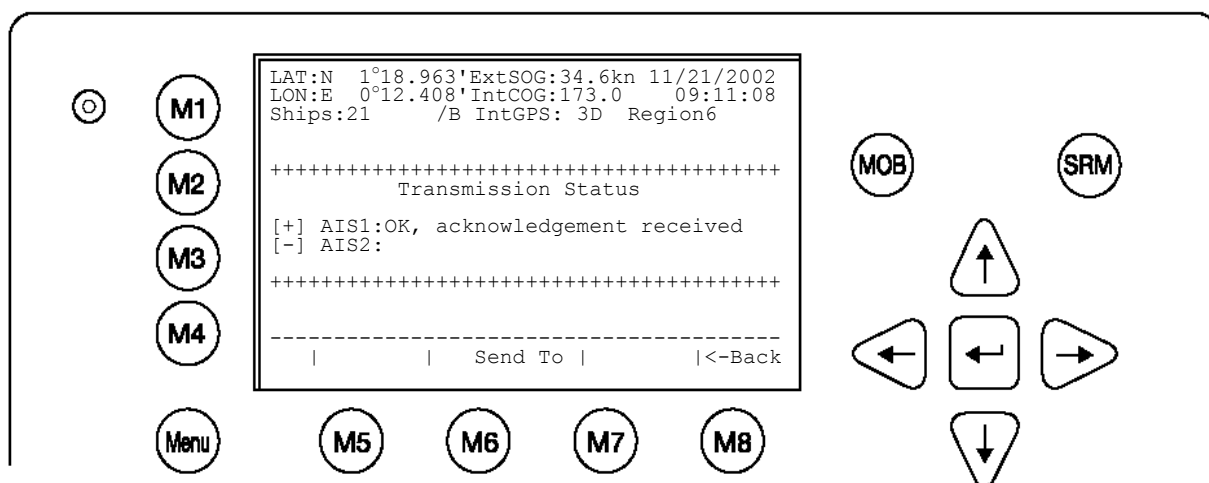 LAT:N 1°18.963'ExtSOG:34.6kn 11/21/2002
LON:E 0°12.408'IntCOG:173.0 09:11:08
Ships:21 /B IntGPS: 3D Region6
++++++++++++++++++++++++++++++++++++++++
Transmission Status
[+] AIS1:OK, acknowledgement received
[-] AIS2:
++++++++++++++++++++++++++++++++++++++++
----------------------------------------
| | Send To | |<-Back
M1
M2
M3
M4
Menu
M5
M6
M7
M8
MOB
SRM